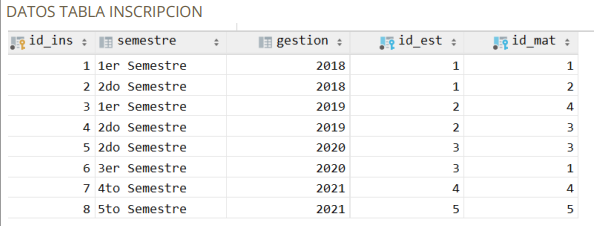 DATOS TABLA INSCRIPCION
id_ins semestre gestion id_est id_mat
1 1er Semestre 2018 1 1
2 2do Semestre 2018 1 2
3 1er Semestre 2019 2 4
4 2do Semestre 2019 2 3
5 2do Semestre 2020 3 3
6 3er Semestre 2020 3 1
7 4to Semestre 2021 4 4
8 5to Semestre 2021 5 5